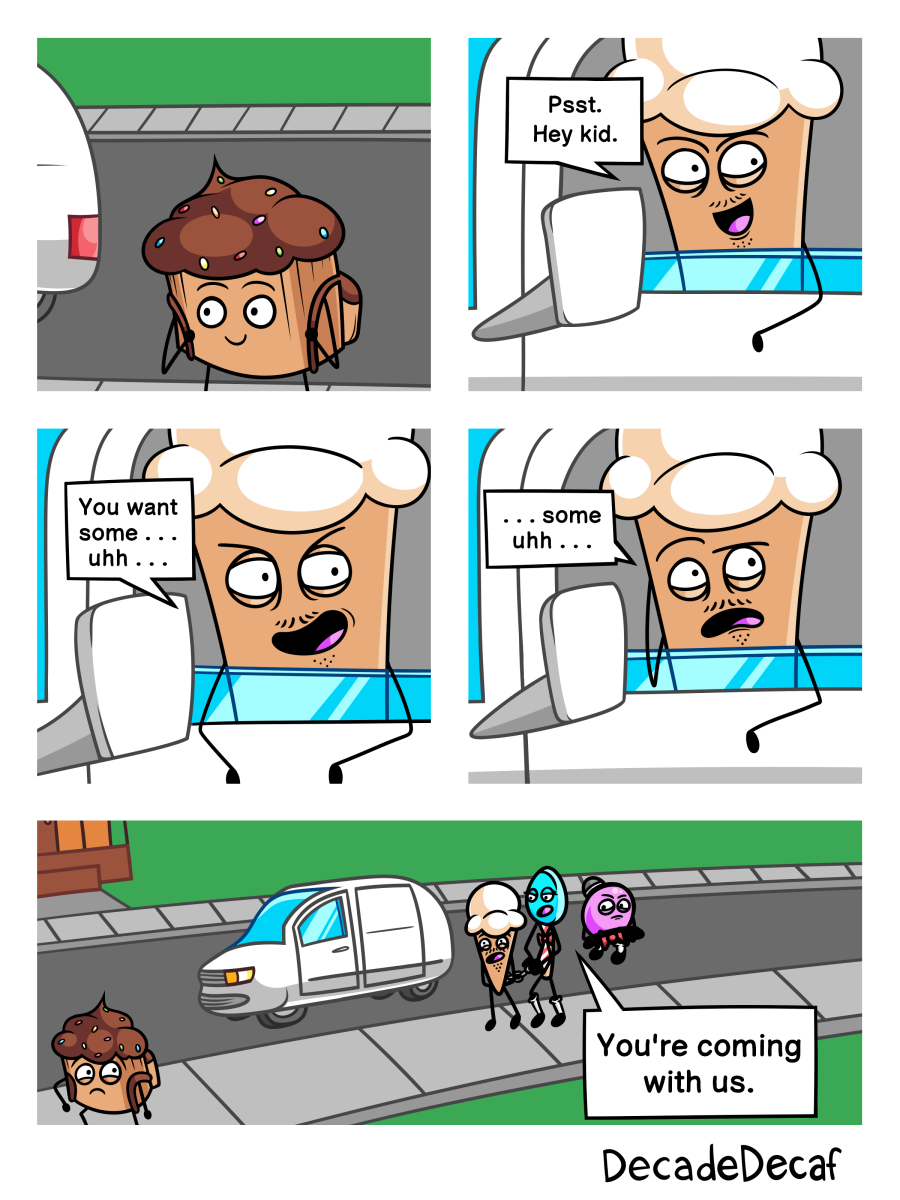 Psst.
Hey kid.
You want
some . . .
uhh . . .
. . . some
uhh . . .
You're coming
with us.
DecadeDecaf